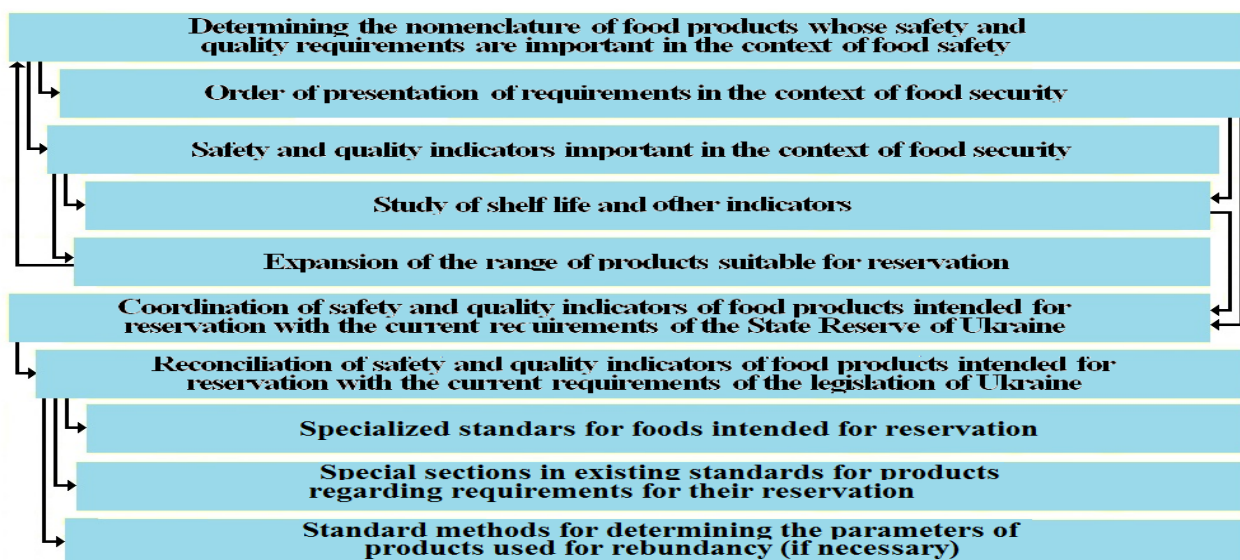 Determining the nomenclature of food products whose safety and
quality requirements are important in the context of food safety
Order of presentation of requirements in the context of food security
Safety and quality indicators important in the context of food security
Study of shelf life and other indicators
Expansion of the range of products suitable for reservation
Coordination of safety and quality indicators of food products intended for
reservation with the current recuirements of the State Reserve of Ukraine
Reconciliation of safety and quality indicators of food products intended for
reservation with the current requirements of the legislation of Ukraine
Specialized standars for foods intended for reservation
Special sections in existing standards for products
regarding requirements for their reservation
Standard methods for determining the parameters of
products used for rebundancy (if necessary)